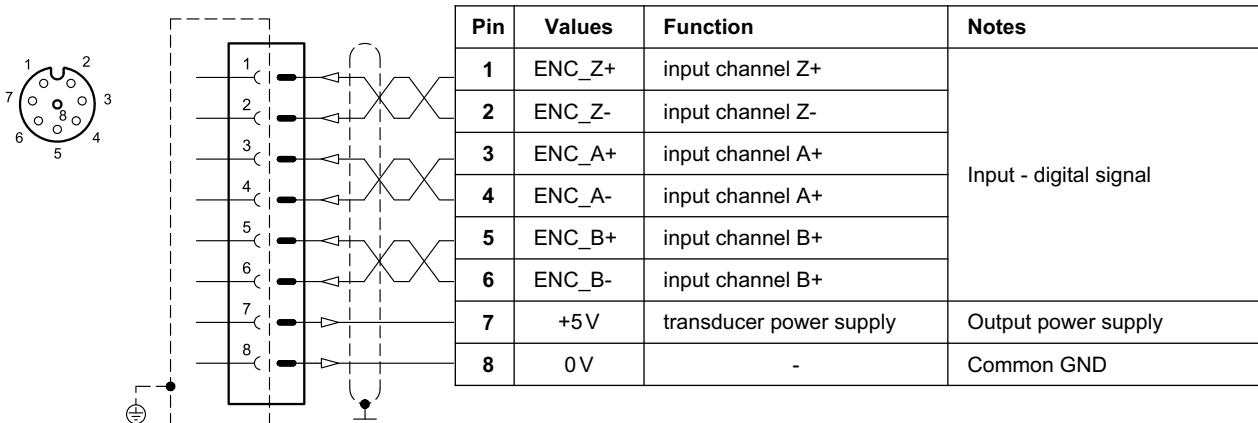 1 2
7 3
8
6 4
5
1
2
3
4
5
6
7
8
Pin Values Function Notes
1 ENC_Z+ input channel Z+
2 ENC_Z- input channel Z-
3 ENC_A+ input channel A+
Input - digital signal
4 ENC_A- input channel A+
5 ENC_B+ input channel B+
6 ENC_B- input channel B+
7 +5V transducer power supply Output power supply
8 0V - Common GND